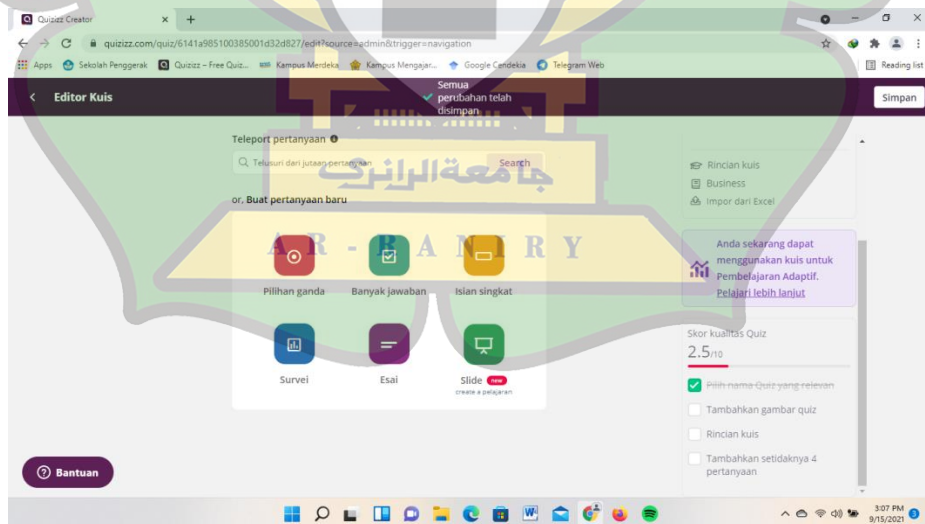 Quizizz Creator
quizizz.com/quiz/6141a985100385001d32d827/edit?source=admin&trigger=navigation
Apps Sekolah Penggerak Quizizz – Free Quiz... Kampus Merdeka Kampus Mengajar... Google Cendekia Telegram Web Reading list
Editor Kuis
Semua
perubahan telah
disimpan
Simpan
Teleport pertanyaan
Telusuri dari jutaan pertanyaan
Search
or, Buat pertanyaan baru
جامعة الرانري
AR-RANIRY
Pilihan ganda Banyak jawaban Isian singkat
Survei Esai Slide new
create a pelajaran
Rincian kuis
Business
Impor dari Excel
Anda sekarang dapat
menggunakan kuis untuk
Pembelajaran Adaptif.
Pelajari lebih lanjut
Skor kualitas Quiz
2.5/10
Pilih nama Quiz yang relevan
Tambahkan gambar quiz
Rincian kuis
Tambahkan setidaknya 4
pertanyaan
Bantuan
3:07 PM
9/15/2021
3